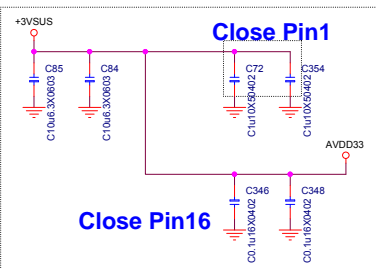 +3VSUS
Close Pin1
C85
C10u6.3X0603
C84
C10u6.3X0603
C72
C1u10X50402
C354
C1u10X50402
AVDD33
C346
C0.1u16X0402
C348
C0.1u16X0402
Close Pin16